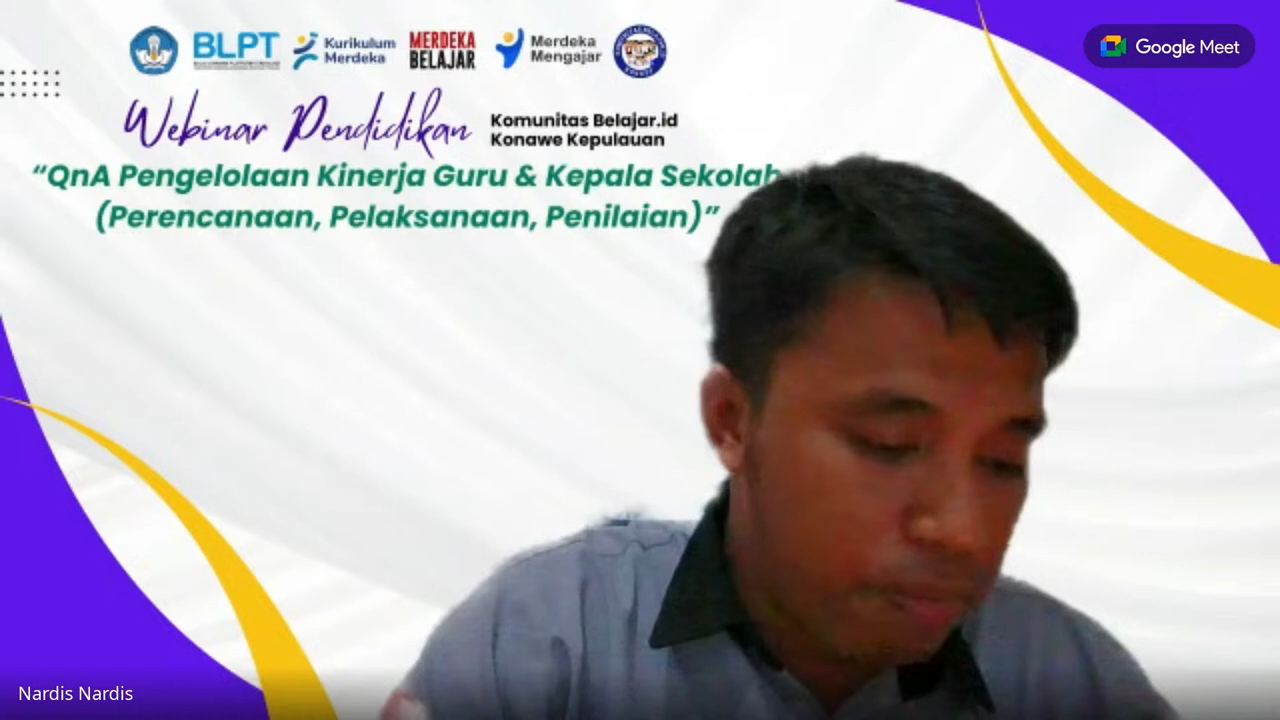 BLPT
Kurikulum
Merdeka
MERDEKA
BELAJAR
Merdeka
Mengajar
Google Meet
Webinar Pendidikan
Komunitas Belajar.id
Konawe Kepulauan
“QnA Pengelolaan Kinerja Guru & Kepala Sekolah
(Perencanaan, Pelaksanaan, Penilaian)”
Nardis Nardis